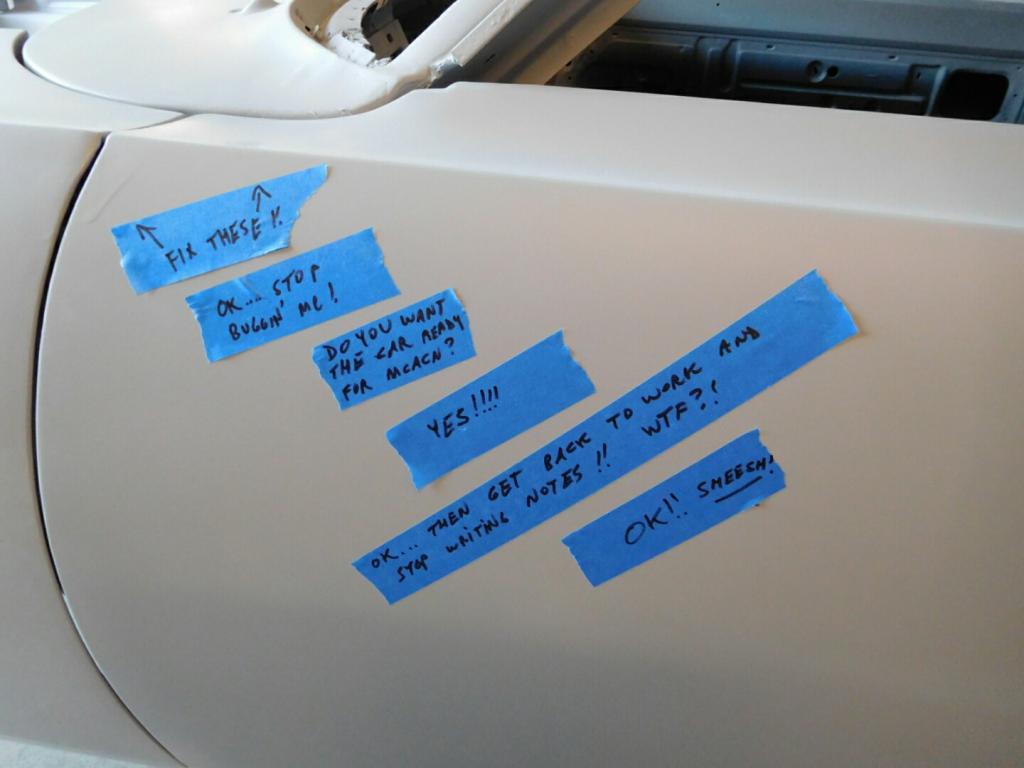 FIX THESE !.
OK.... STOP
BUGGIN' ME!
DO YOU WANT
THE CAR READY
FOR MCACN?
YES!!!!
OK... THEN GET BACK TO WORK AND
STOP WRITING NOTES!! WTF?!
OK!! SHEESH!